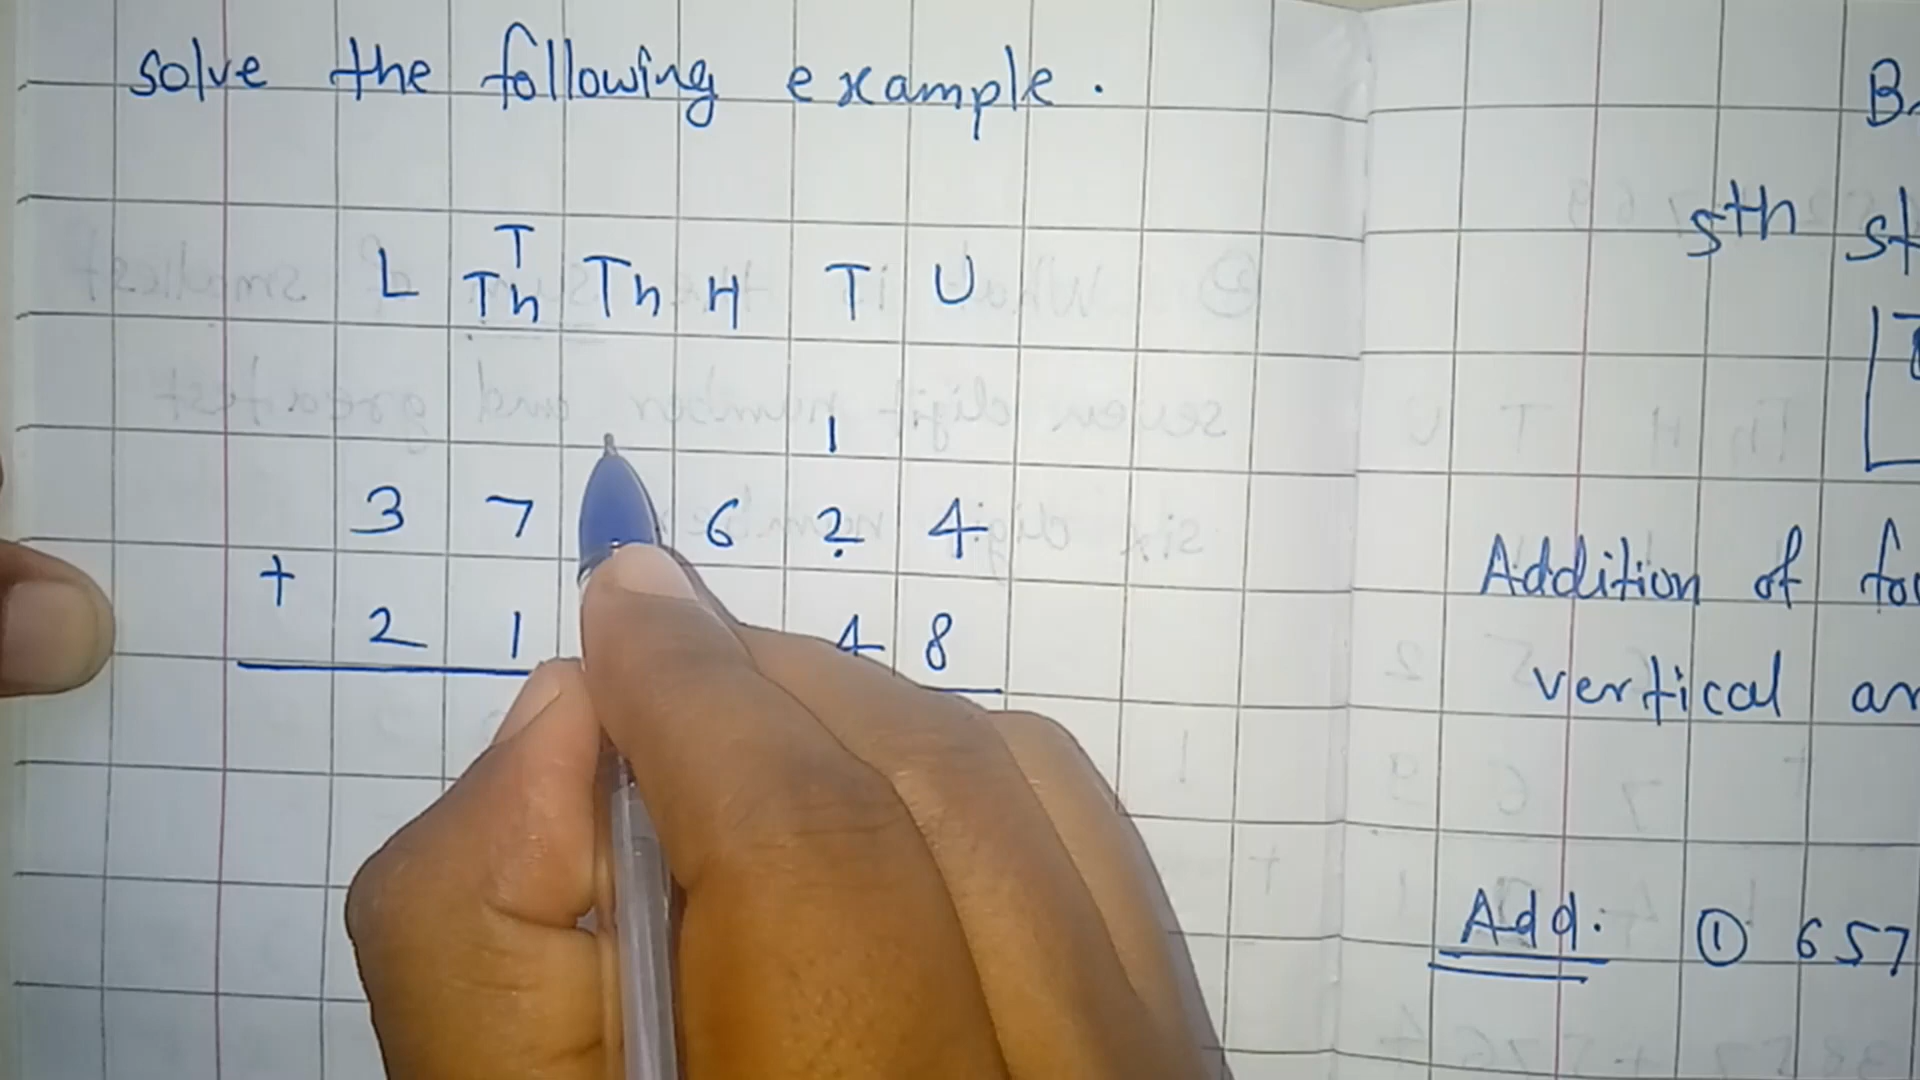 solve the following example.
T
L Th Th H T U
1
3 7 6 2 4
+
2 1 4 8
5th
Addition of
vertical
Add. ① 657